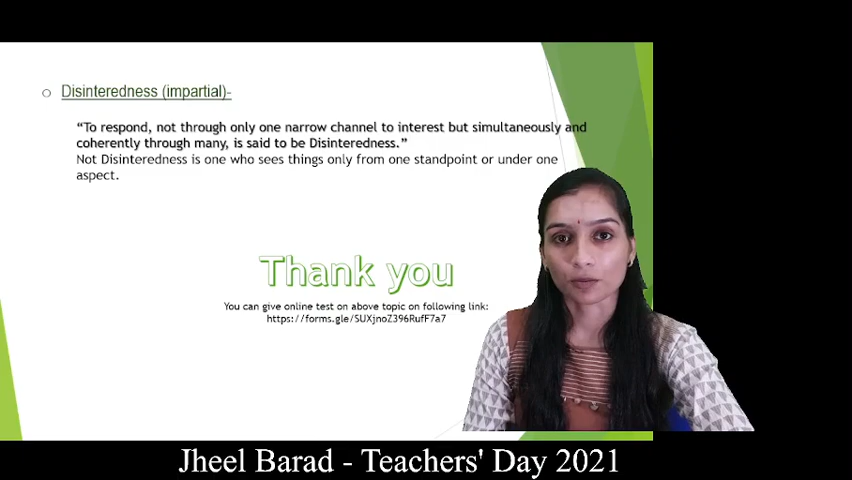 Disinteredness (impartial)-
“To respond, not through only one narrow channel to interest but simultaneously and
coherently through many, is said to be Disinteredness.”
Not Disinteredness is one who sees things only from one standpoint or under one
aspect.
Thank you
You can give online test on above topic on following link:
https://forms.gle/SUXjnoZ396RufF7a7
Jheel Barad - Teachers' Day 2021